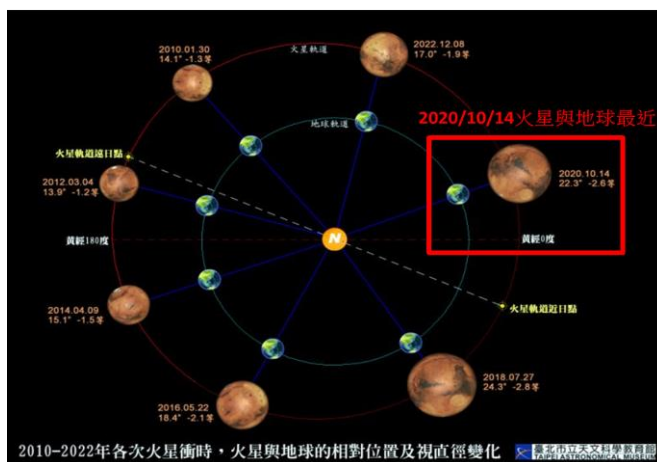 2010.01.30
14.1" -1.3等
火星軌道
2022.12.08
17.0" -1.9等
2020/10/14火星與地球最近
地球軌道
火星軌道遠日點
2012.03.04
13.9" -1.2等
2020.10.14
22.3" -2.6等
黃經180度
N
黃經0度
2014.04.09
15.1" -1.5等
火星軌道近日點
2018.07.27
24.3" -2.8等
2016.05.22
18.4" -2.1等
2010-2022年各次火星衝時，火星與地球的相對位置及視直徑變化
臺北市立天文科學教育館
TAIPEI ASTRONOMICAL MUSEUM